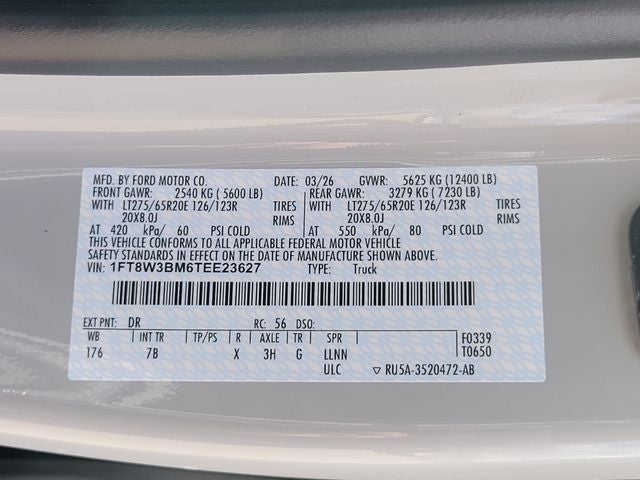 MFD. BY FORD MOTOR CO. DATE: 03/26 GVWR: 5625 KG (12400 LB)
FRONT GAWR: 2540 KG ( 5600 LB) REAR GAWR: 3279 KG ( 7230 LB)
WITH LT275/65R20E 126/123R TIRES WITH LT275/65R20E 126/123R TIRES
20X8.0J RIMS 20X8.0J RIMS
AT 420 kPa/ 60 PSI COLD AT 550 kPa/ 80 PSI COLD
THIS VEHICLE CONFORMS TO ALL APPLICABLE FEDERAL MOTOR VEHICLE
SAFETY STANDARDS IN EFFECT ON THE DATE OF MANUFACTURE SHOWN ABOVE.
VIN: 1FT8W3BM6TEE23627 TYPE: Truck
EXT PNT: DR RC: 56 DSO: F0339
WB INT TR TP/PS R AXLE TR SPR T0650
176 7B X 3H G LLNN
ULC ▽ RU5A-3520472-AB